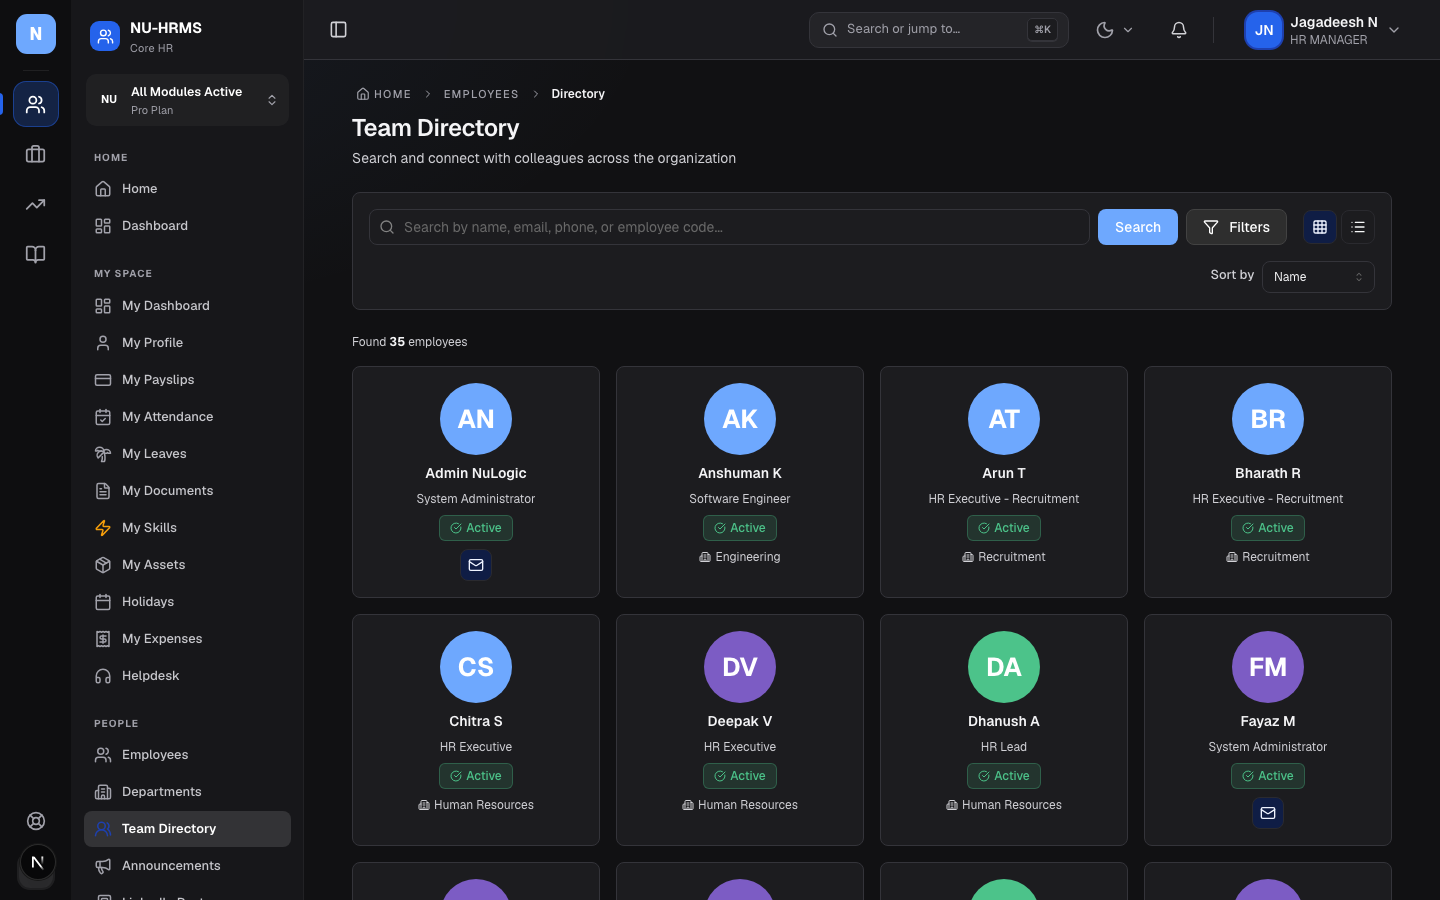 N
NU-HRMS
Core HR
NU
All Modules Active
Pro Plan
HOME
Home
Dashboard
MY SPACE
My Dashboard
My Profile
My Payslips
My Attendance
My Leaves
My Documents
My Skills
My Assets
Holidays
My Expenses
Helpdesk
PEOPLE
Employees
Departments
Team Directory
Announcements
N
Search or jump to...
⌘K
JN
Jagadeesh N
HR MANAGER
HOME
EMPLOYEES
Directory
Team Directory
Search and connect with colleagues across the organization
Search by name, email, phone, or employee code...
Search
Filters
Sort by
Name
Found 35 employees
AN
Admin NuLogic
System Administrator
Active
AK
Anshuman K
Software Engineer
Active
Engineering
AT
Arun T
HR Executive - Recruitment
Active
Recruitment
BR
Bharath R
HR Executive - Recruitment
Active
Recruitment
CS
Chitra S
HR Executive
Active
Human Resources
DV
Deepak V
HR Executive
Active
Human Resources
DA
Dhanush A
HR Lead
Active
Human Resources
FM
Fayaz M
System Administrator
Active